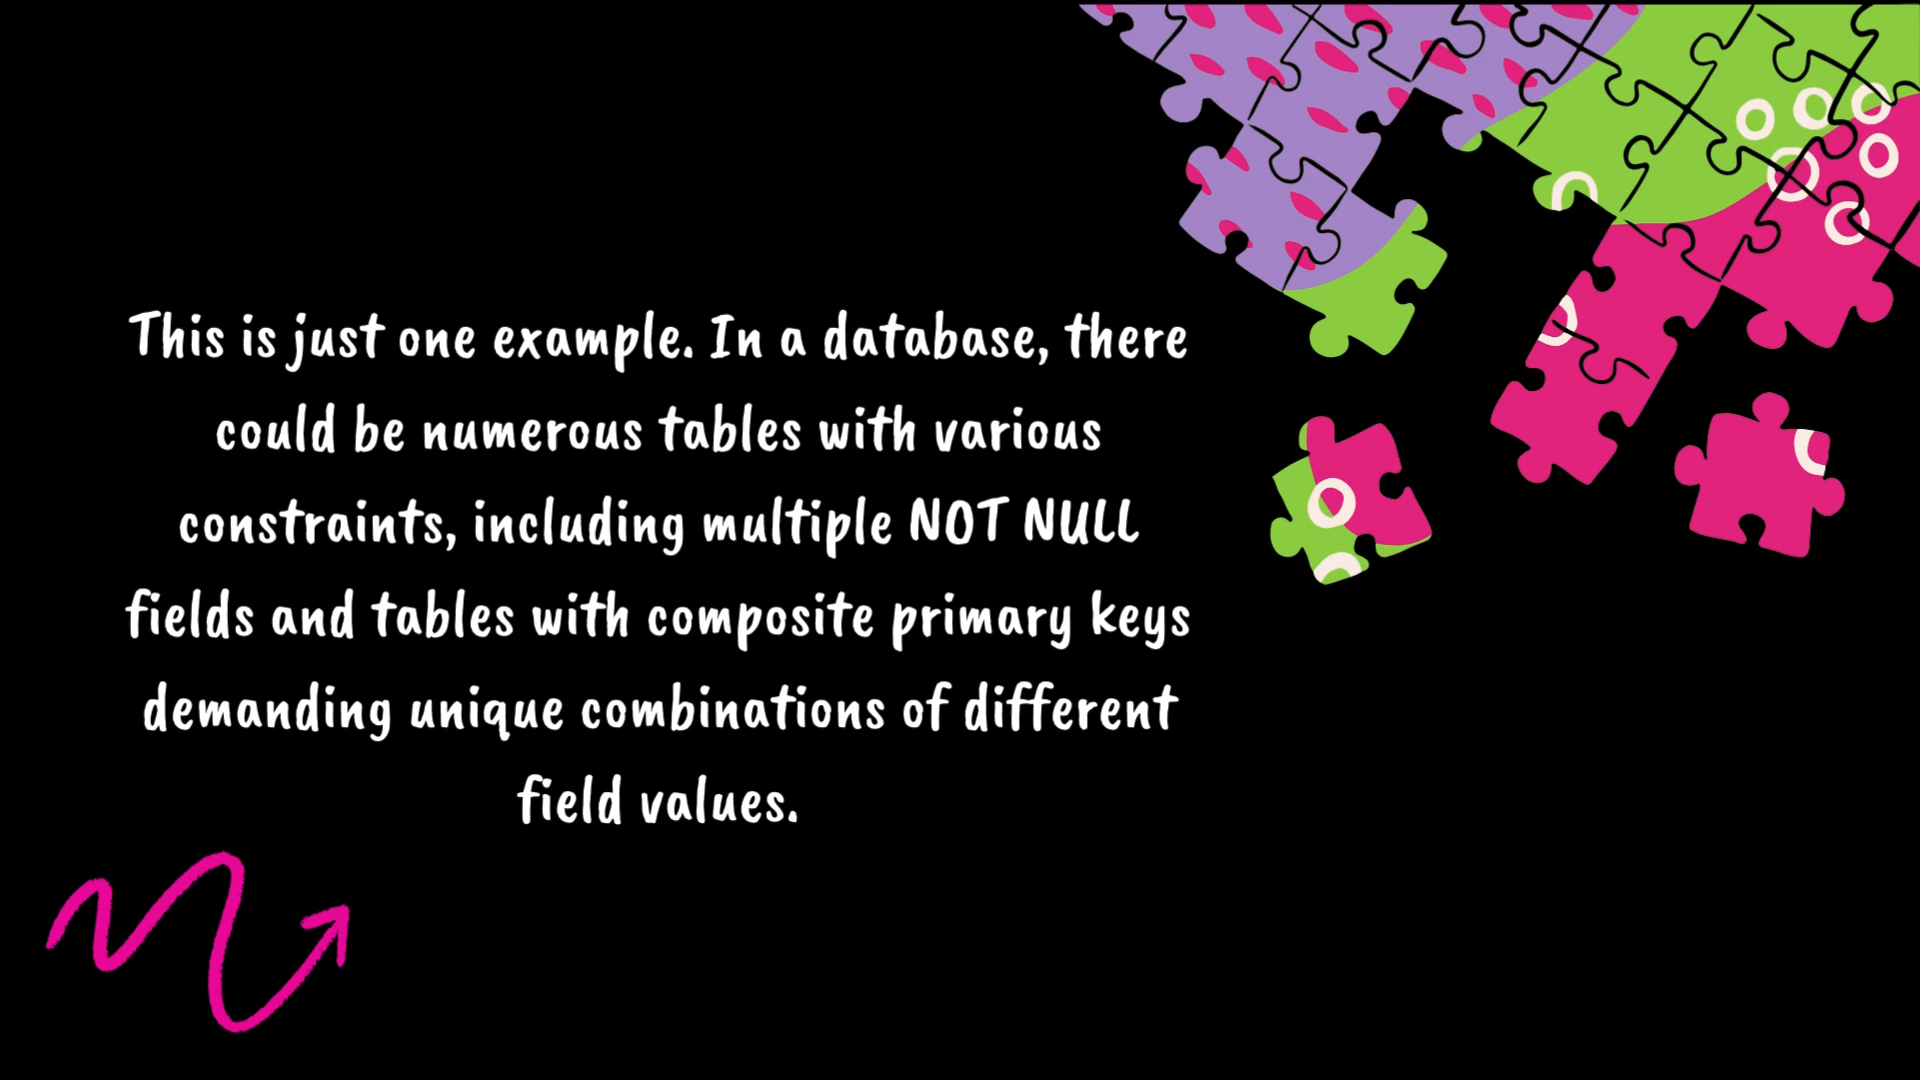 This is just one example. In a database, there
could be numerous tables with various
constraints, including multiple NOT NULL
fields and tables with composite primary keys
demanding unique combinations of different
field values.